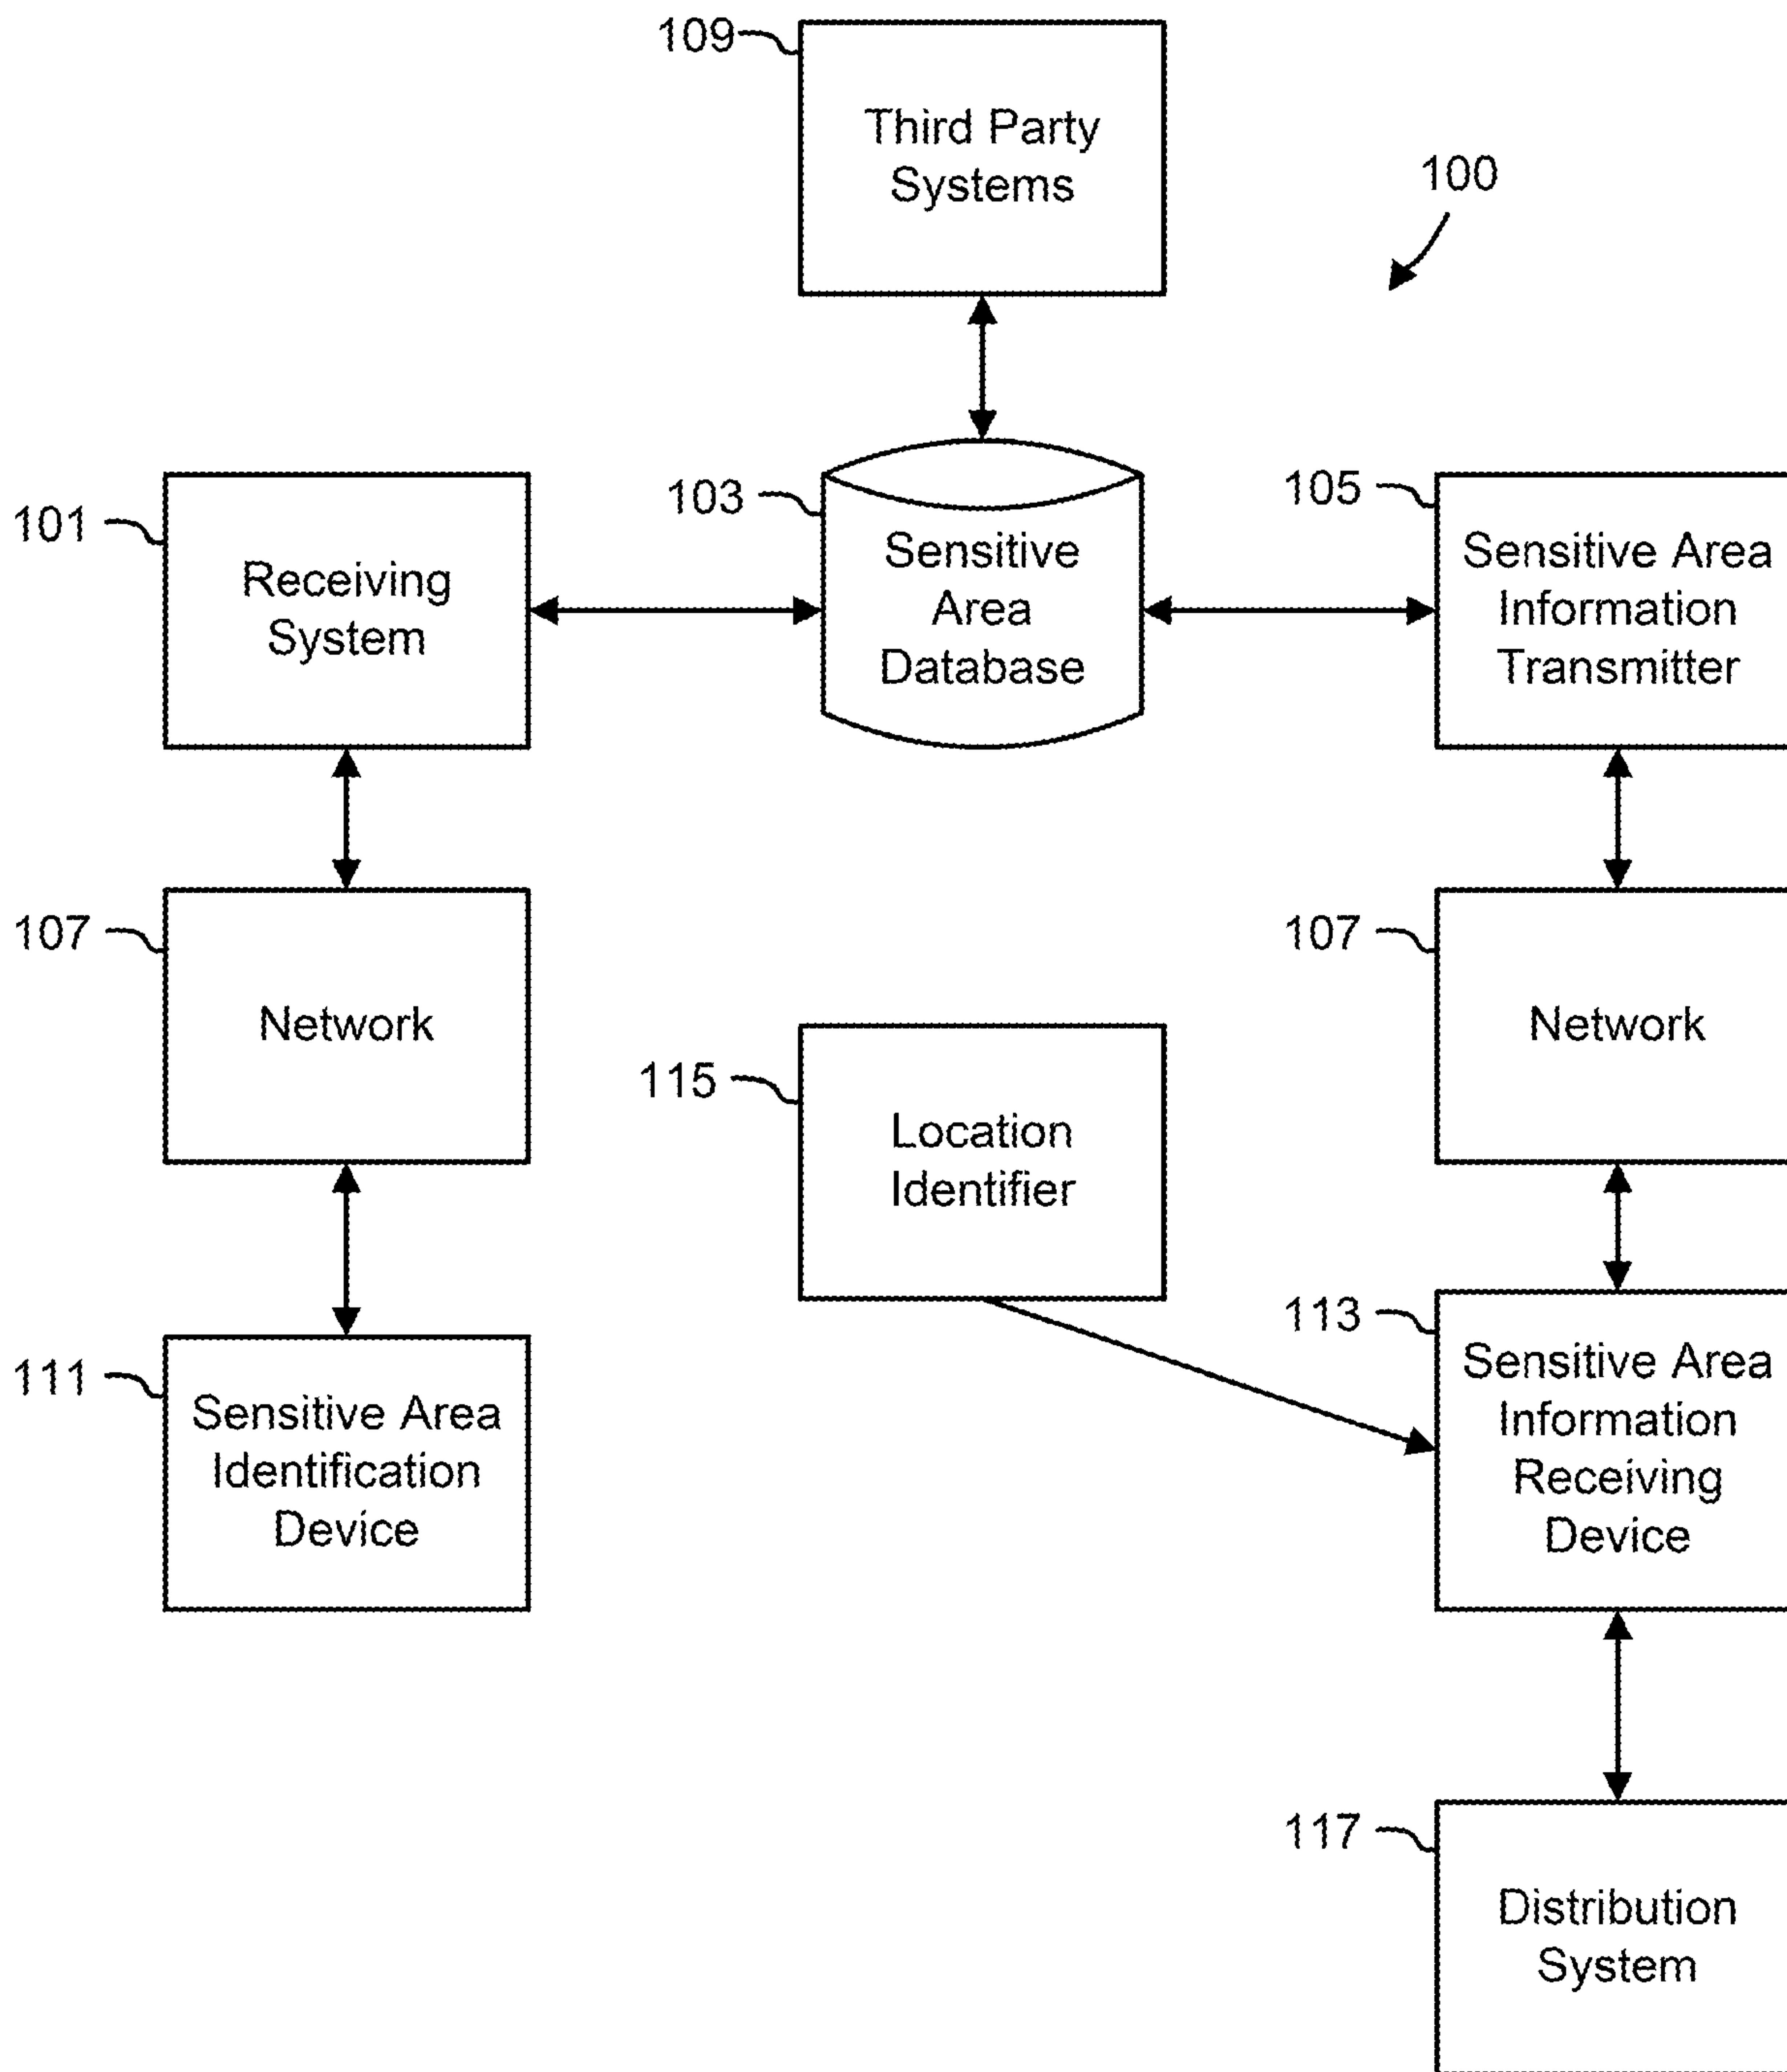 109
Third Party
Systems
100
101
Receiving
System
103
Sensitive
Area
Database
105
Sensitive Area
Information
Transmitter
107
Network
107
Network
115
Location
Identifier
111
Sensitive Area
Identification
Device
113
Sensitive Area
Information
Receiving
Device
117
Distribution
System